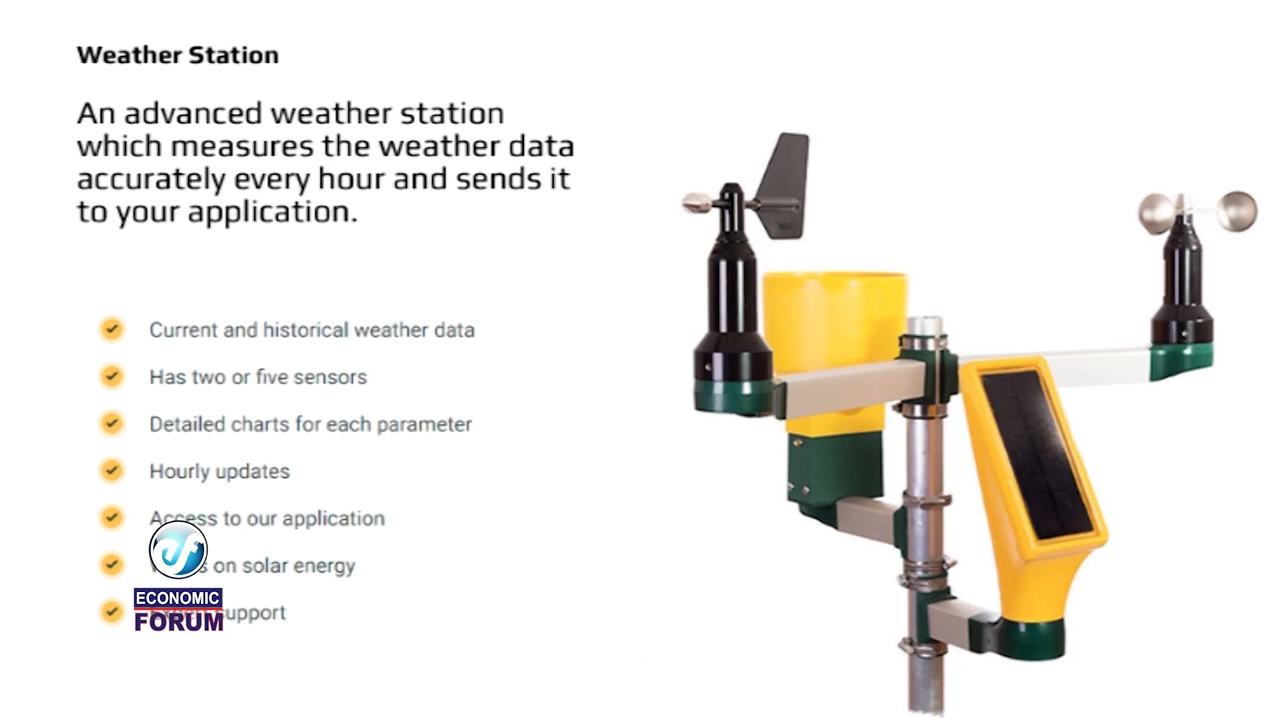 Weather Station
An advanced weather station
which measures the weather data
accurately every hour and sends it
to your application.
Current and historical weather data
Has two or five sensors
Detailed charts for each parameter
Hourly updates
Access to our application
on solar energy
support
ECONOMIC
FORUM